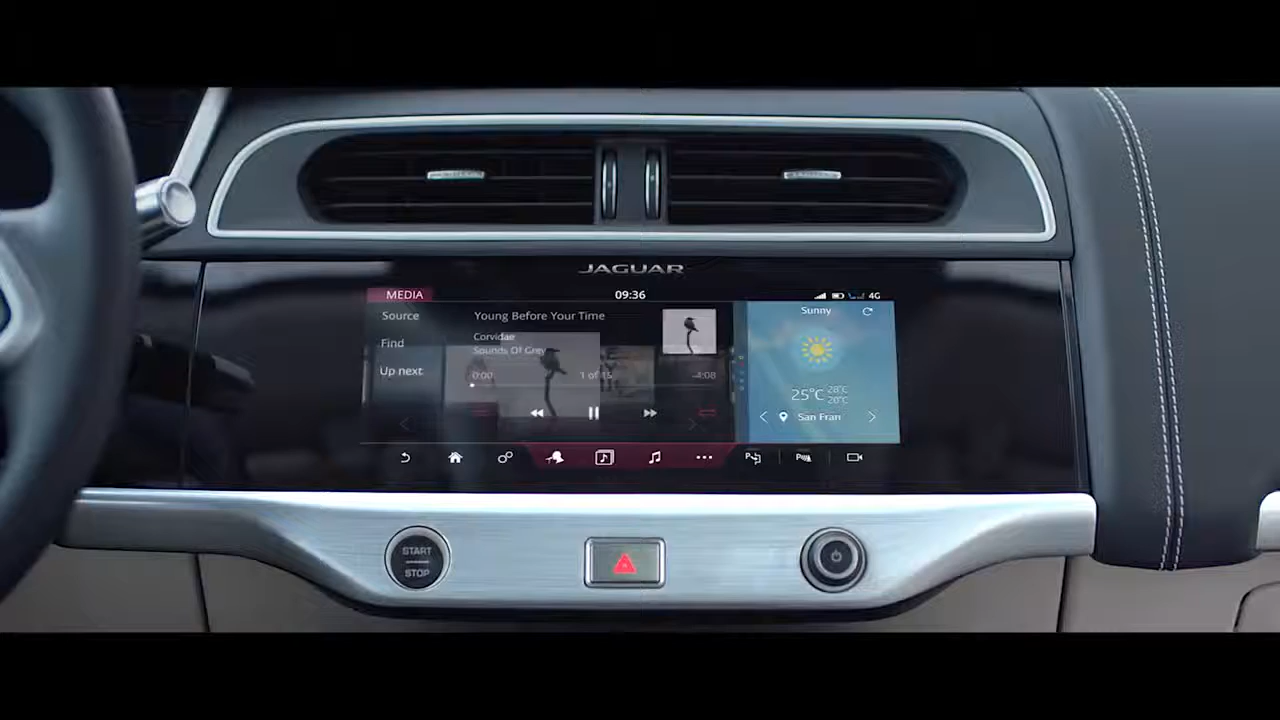 JAGUAR
MEDIA
09:36
4G
Source
Young Before Your Time
Sunny
Find
Corvidae
Sounds Of Grey
Up next
0:00
1 of 15
-4:08
25°C
28°C
20°C
San Fran
START
STOP